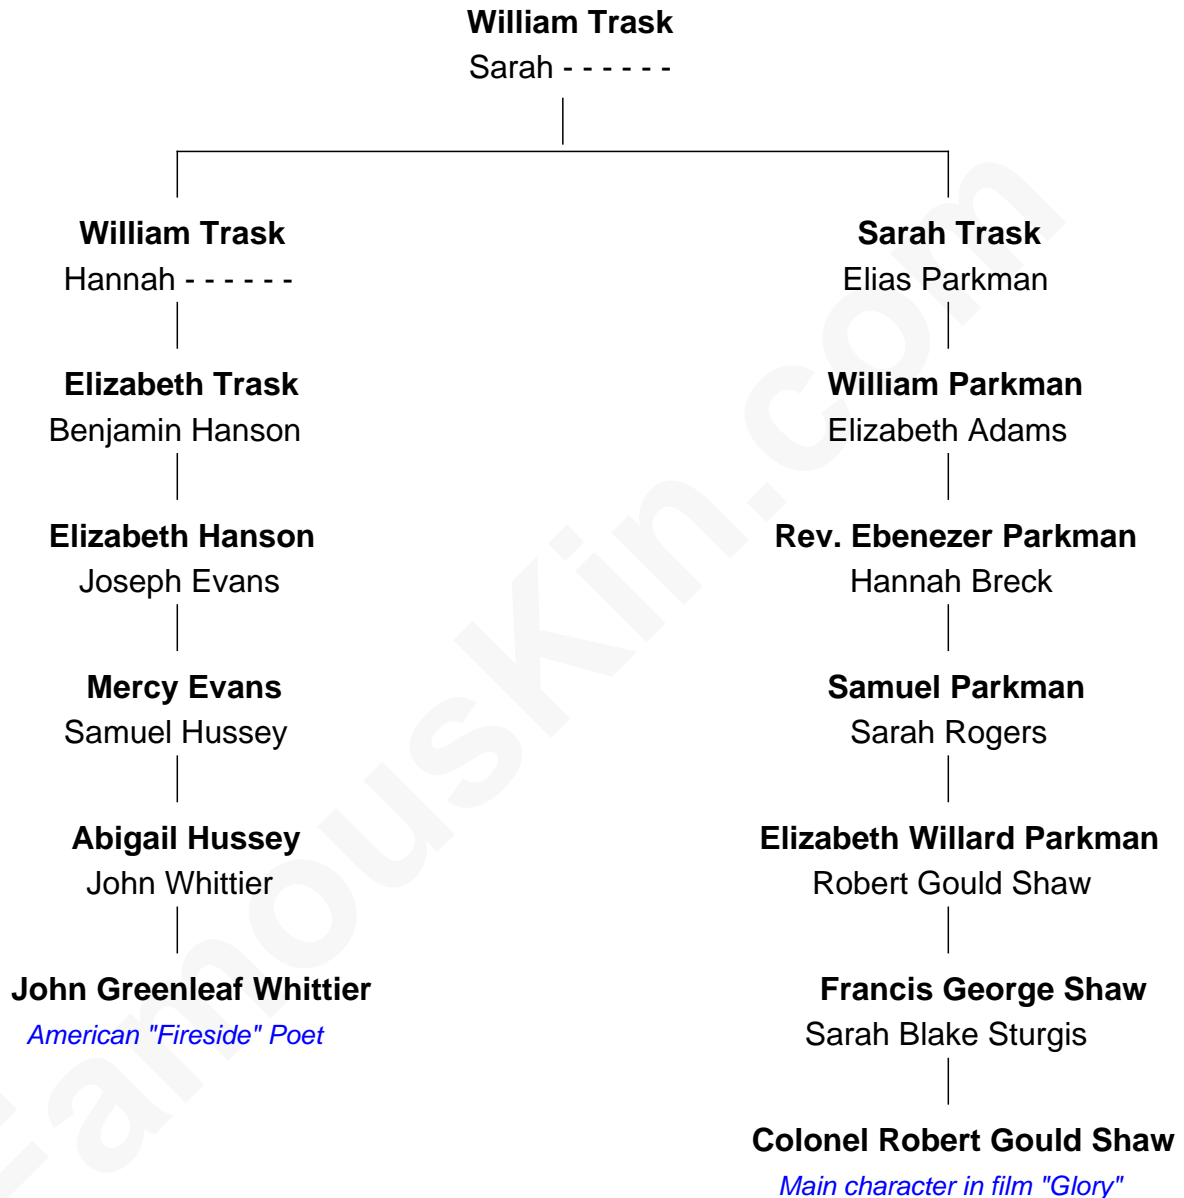 William Trask
Sarah - - - - - -
William Trask
Hannah - - - - - -
Sarah Trask
Elias Parkman
Elizabeth Trask
Benjamin Hanson
William Parkman
Elizabeth Adams
Elizabeth Hanson
Joseph Evans
Rev. Ebenezer Parkman
Hannah Breck
Mercy Evans
Samuel Hussey
Samuel Parkman
Sarah Rogers
Abigail Hussey
John Whittier
Elizabeth Willard Parkman
Robert Gould Shaw
John Greenleaf Whittier
American "Fireside" Poet
Francis George Shaw
Sarah Blake Sturgis
Colonel Robert Gould Shaw
Main character in film "Glory"
FamousKin.com